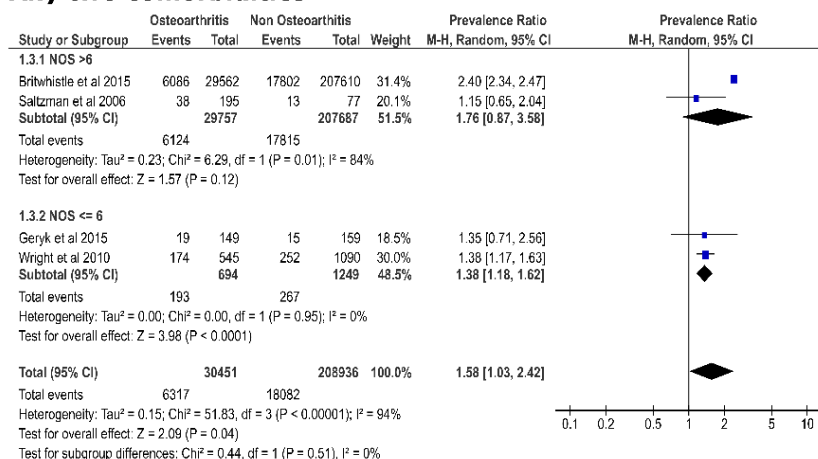 Osteoarthritis Non Osteoarthritis Prevalence Ratio Prevalence Ratio
Study or Subgroup Events Total Events Total Weight M-H, Random, 95% CI M-H, Random, 95% CI
1.3.1 NOS >6
Britwhistle et al 2015 6086 29562 17802 207610 31.4% 2.40 [2.34, 2.47]
Saltzman et al 2006 38 195 13 77 20.1% 1.15 [0.65, 2.04]
Subtotal (95% CI) 29757 207687 51.5% 1.76 [0.87, 3.58]
Total events 6124 17815
Heterogeneity: Tau² = 0.23; Chi² = 6.29, df = 1 (P = 0.01); I² = 84%
Test for overall effect: Z = 1.57 (P = 0.12)
1.3.2 NOS <= 6
Geryk et al 2015 19 149 15 159 18.5% 1.35 [0.71, 2.56]
Wright et al 2010 174 545 252 1090 30.0% 1.38 [1.17, 1.63]
Subtotal (95% CI) 694 1249 48.5% 1.38 [1.18, 1.62]
Total events 193 267
Heterogeneity: Tau² = 0.00; Chi² = 0.00, df = 1 (P = 0.95); I² = 0%
Test for overall effect: Z = 3.98 (P < 0.0001)
Total (95% CI) 30451 208936 100.0% 1.58 [1.03, 2.42]
Total events 6317 18082
Heterogeneity: Tau² = 0.15; Chi² = 51.83, df = 3 (P < 0.00001); I² = 94%
Test for overall effect: Z = 2.09 (P = 0.04)
Test for subgroup differences: Chi² = 0.44, df = 1 (P = 0.51), I² = 0%
0.1 0.2 0.5 1 2 5 10